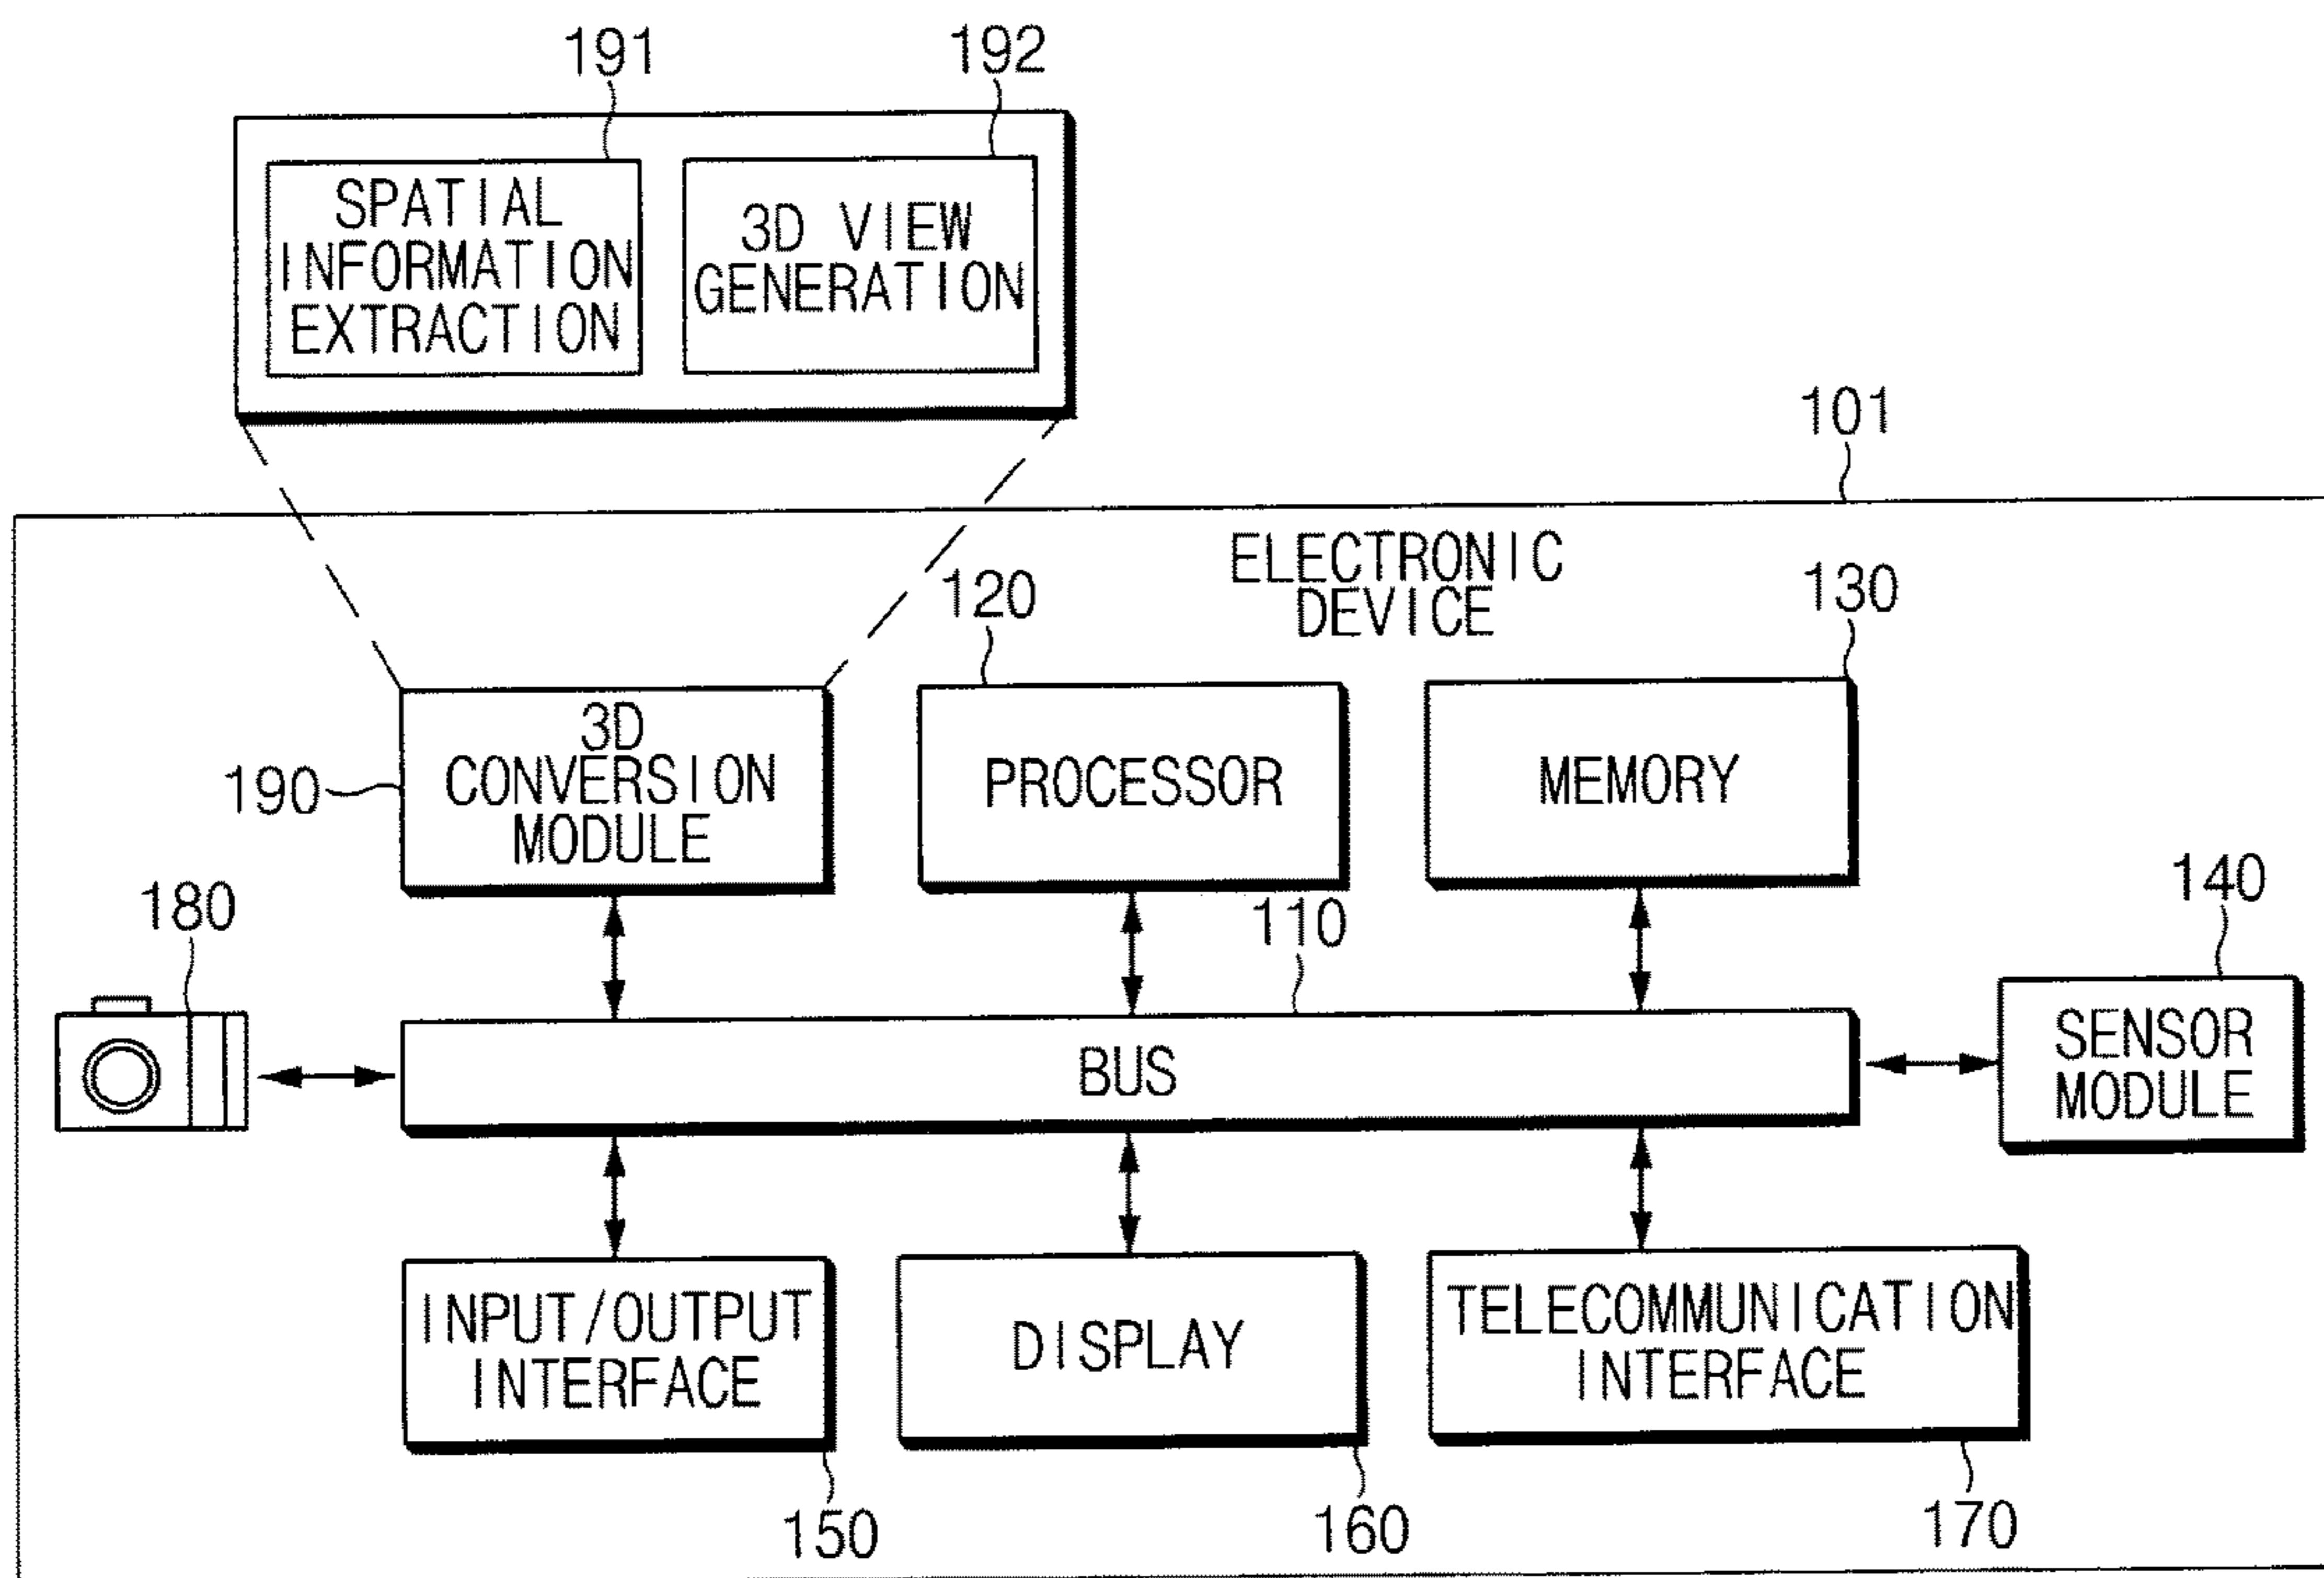 191
192
SPATIAL
INFORMATION
EXTRACTION
3D VIEW
GENERATION
101
ELECTRONIC
DEVICE
120
130
3D
CONVERSION
MODULE
190
PROCESSOR
MEMORY
180
110
140
BUS
SENSOR
MODULE
INPUT/OUTPUT
INTERFACE
DISPLAY
TELECOMMUNICATION
INTERFACE
150
160
170